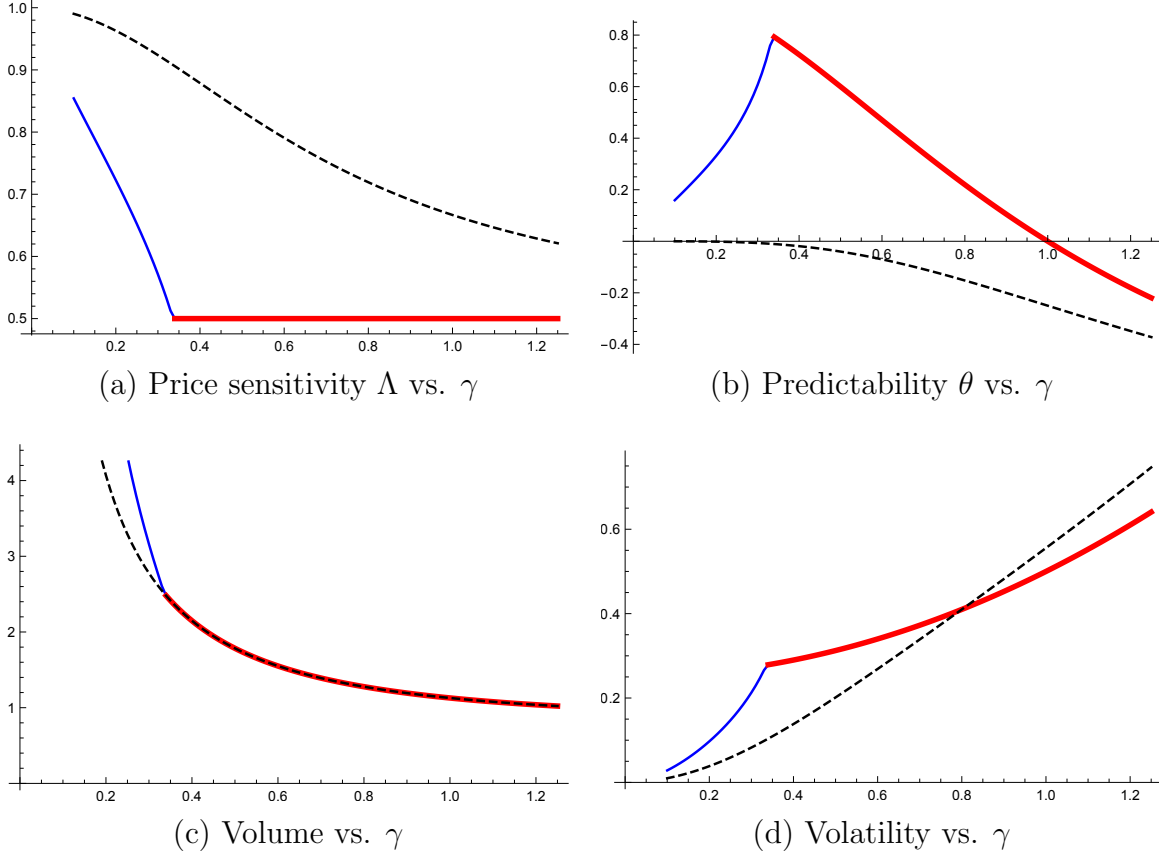 1.0
0.9
0.8
0.7
0.6
0.5
0.2 0.4 0.6 0.8 1.0 1.2
(a) Price sensitivity Λ vs. γ
0.8
0.6
0.4
0.2
−0.2
−0.4
0.2 0.4 0.6 0.8 1.0 1.2
(b) Predictability θ vs. γ
4
3
2
1
0.2 0.4 0.6 0.8 1.0 1.2
(c) Volume vs. γ
0.6
0.4
0.2
0.2 0.4 0.6 0.8 1.0 1.2
(d) Volatility vs. γ